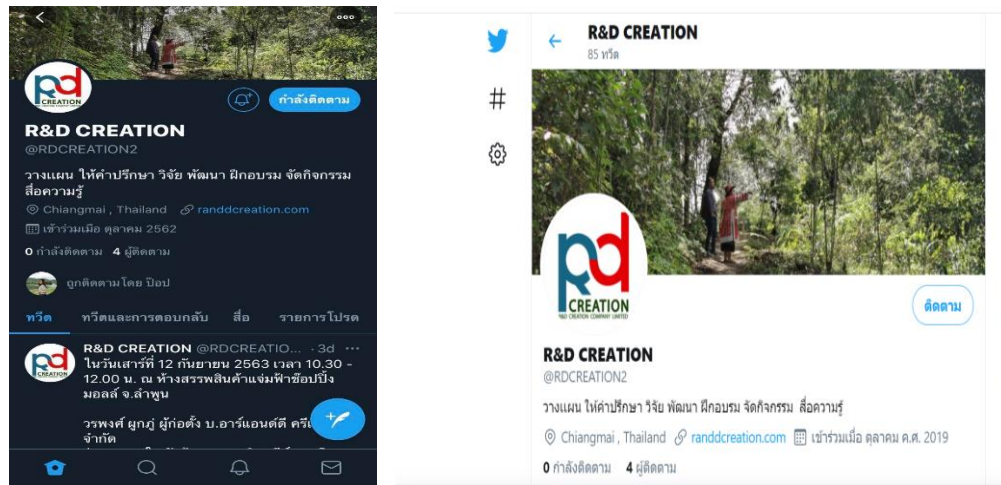 rd
CREATION
กำลังติดตาม
R&D CREATION
@RDCREATION2
วางแผน ให้คำปรึกษา วิจัย พัฒนา ฝึกอบรม จัดกิจกรรม
สื่อความรู้
Chiangmai , Thailand randdcreation.com
เข้าร่วมเมื่อ ตุลาคม 2562
0 กำลังติดตาม 4 ผู้ติดตาม
ถูกติดตามโดย ป๊อป
ทวีต ทวีตและการตอบกลับ สื่อ รายการโปรด
rd
CREATION
R&D CREATION @RDCREATIO... · 3d
ในวันเสาร์ที่ 12 กันยายน 2563 เวลา 10.30 -
12.00 น. ณ ห้างสรรพสินค้าแจ่มฟ้าช้อปปิ้ง
มอลล์ จ.ลำพูน
วรพงศ์ ผูกภู่ ผู้ก่อตั้ง บ.อาร์แอนด์ดี
จำกัด
R&D CREATION
85 ทวีต
#
rd
CREATION
R&D CREATION COMPANY LIMITED
ติดตาม
R&D CREATION
@RDCREATION2
วางแผน ให้คำปรึกษา วิจัย พัฒนา ฝึกอบรม จัดกิจกรรม สื่อความรู้
Chiangmai , Thailand randdcreation.com เข้าร่วมเมื่อ ตุลาคม ค.ศ. 2019
0 กำลังติดตาม 4 ผู้ติดตาม